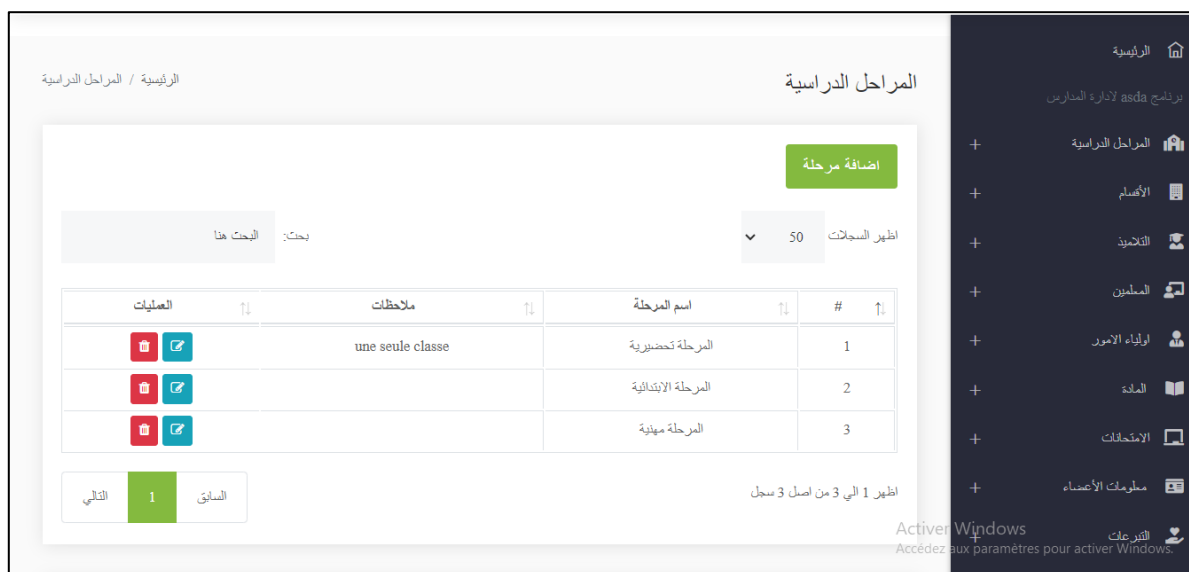 الرئيسية
برنامج asda لادارة المدارس
المراحل الدراسية +
الأقسام +
التلاميذ +
المعلمين +
اولياء الامور +
المادة +
الامتحانات +
معلومات الأعضاء +
التبرعات +
المراحل الدراسية
الرئيسية / المراحل الدراسية
اضافة مرحلة
اظهر السجلات 50
بحث: البحث هنا
# اسم المرحلة ملاحظات العمليات
1 المرحلة تحضيرية une seule classe
2 المرحلة الابتدائية
3 المرحلة مهنية
اظهر 1 الي 3 من اصل 3 سجل
السابق 1 التالي
Activer Windows
Accédez aux paramètres pour activer Windows.